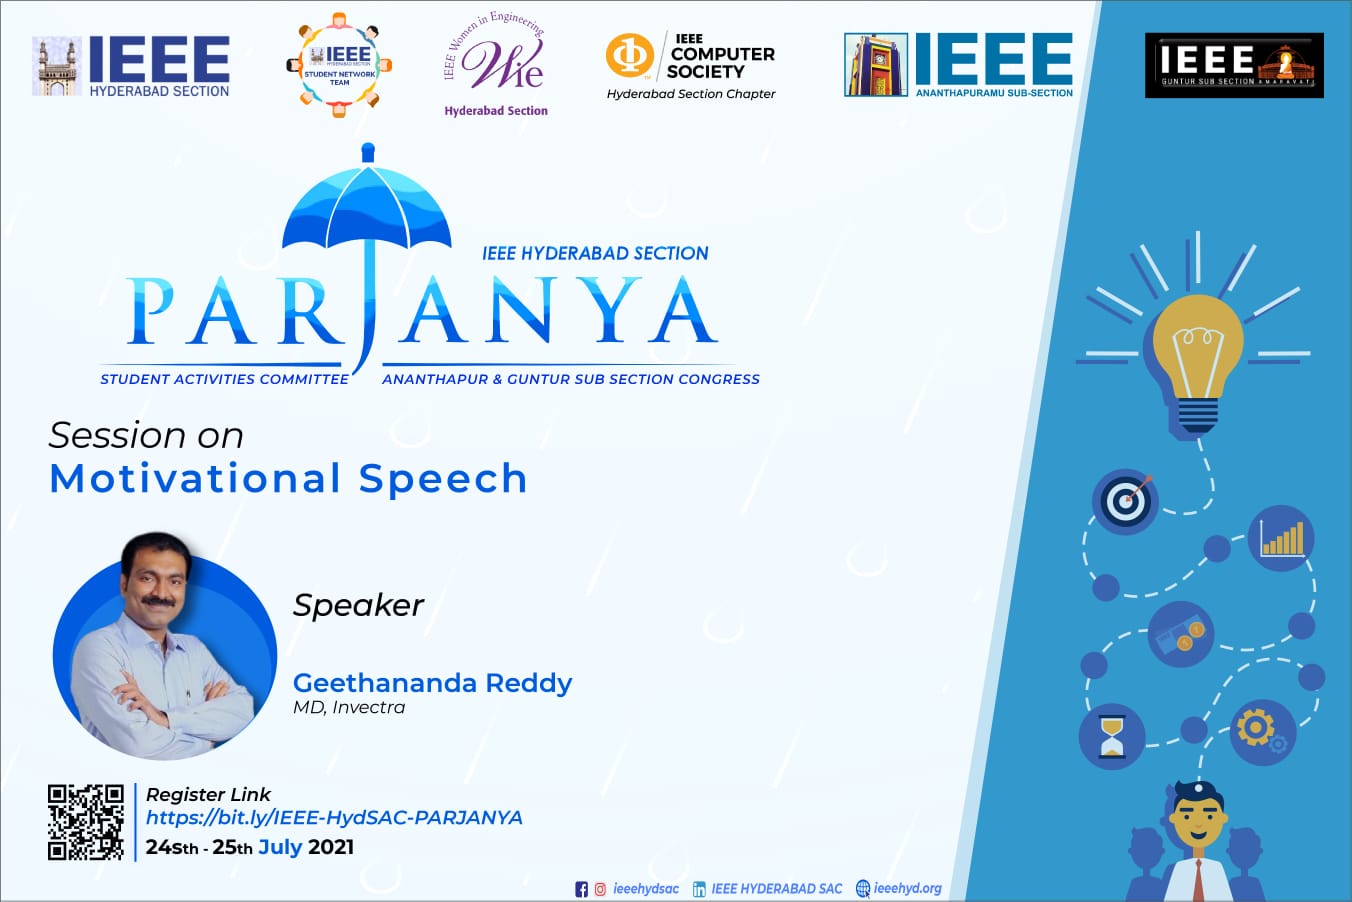 IEEE
HYDERABAD SECTION
IEEE
HYDERABAD SECTION
STUDENT NETWORK
TEAM
IEEE Women in Engineering
WIE
Hyderabad Section
IEEE
COMPUTER
SOCIETY
TM
Hyderabad Section Chapter
IEEE
ANANTHAPURAMU SUB-SECTION
IEEE
GUNTUR SUB SECTION AMARAVATI
IEEE HYDERABAD SECTION
PARJANYA
STUDENT ACTIVITIES COMMITTEE ANANTHAPUR & GUNTUR SUB SECTION CONGRESS
Session on
Motivational Speech
Speaker
Geethananda Reddy
MD, Invectra
Register Link
https://bit.ly/IEEE-HydSAC-PARJANYA
24sth - 25th July 2021
ieeehydsac IEEE HYDERABAD SAC ieeehyd.org